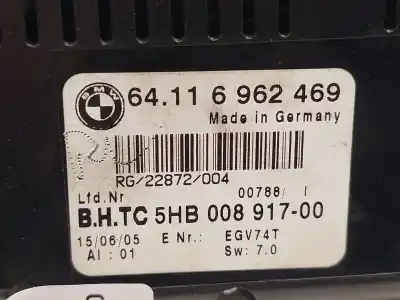 BMW
64.11 6 962 469
Made in Germany
RG/22872/004
Lfd.Nr 00788/ I
B.H.TC 5HB 008 917-00
15/06/05 E Nr.: EGV74T
AI : 01 Sw: 7.0